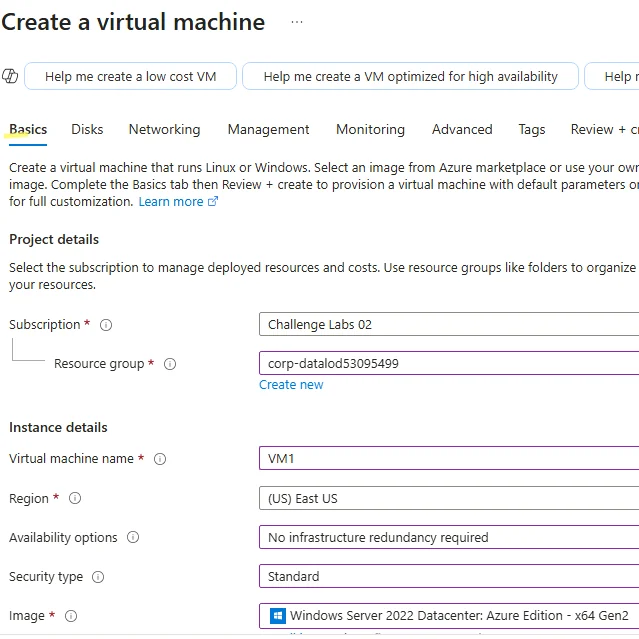 Create a virtual machine ...
Help me create a low cost VM
Help me create a VM optimized for high availability
Help
Basics Disks Networking Management Monitoring Advanced Tags Review +
Create a virtual machine that runs Linux or Windows. Select an image from Azure marketplace or use your own
image. Complete the Basics tab then Review + create to provision a virtual machine with default parameters or
for full customization. Learn more
Project details
Select the subscription to manage deployed resources and costs. Use resource groups like folders to organize
your resources.
Subscription *
Challenge Labs 02
Resource group *
corp-datalod53095499
Create new
Instance details
Virtual machine name *
VM1
Region *
(US) East US
Availability options
No infrastructure redundancy required
Security type
Standard
Image *
Windows Server 2022 Datacenter: Azure Edition - x64 Gen2